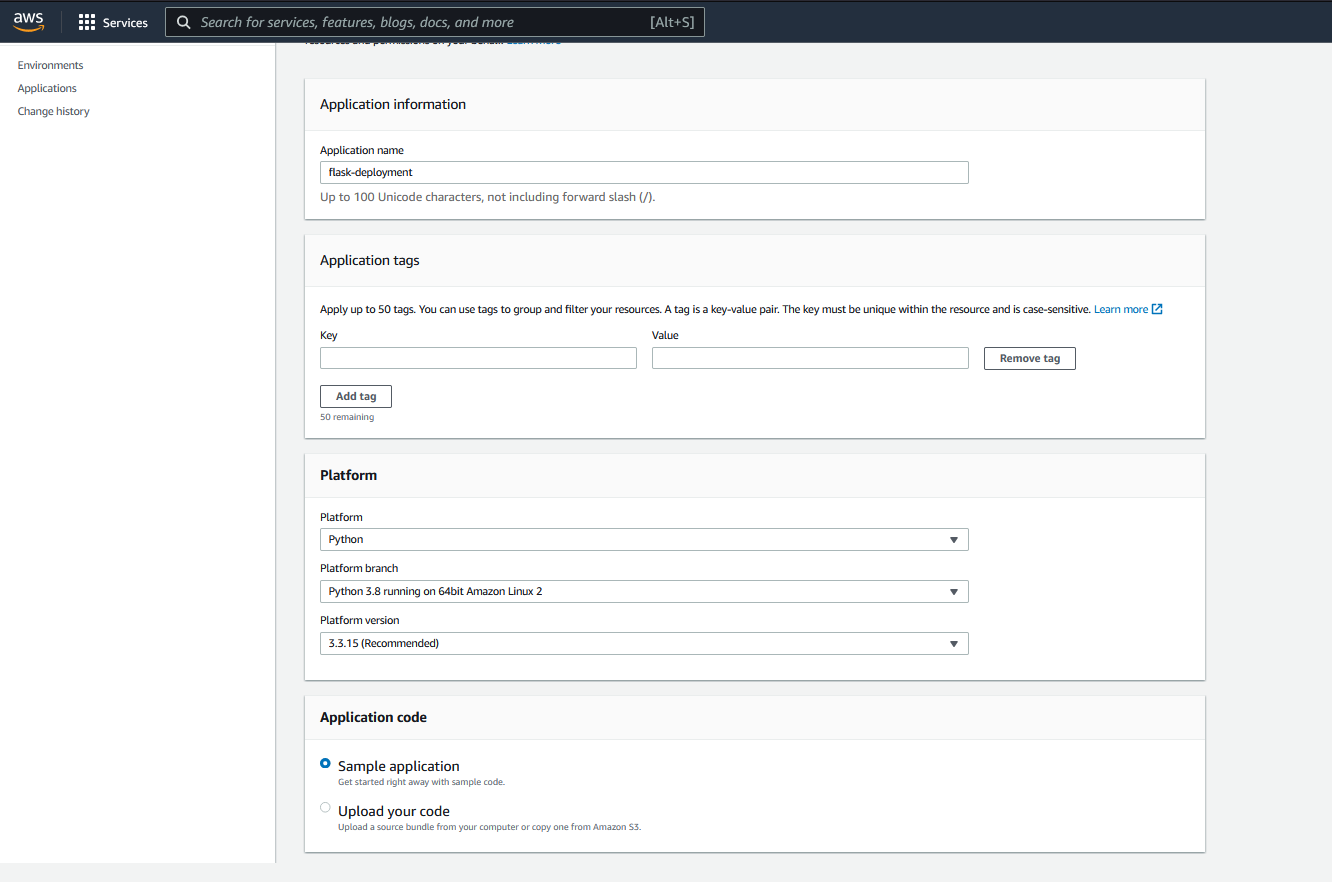 aws
Services
Search for services, features, blogs, docs, and more
[Alt+S]
Environments
Applications
Change history
Application information
Application name
flask-deployment
Up to 100 Unicode characters, not including forward slash (/).
Application tags
Apply up to 50 tags. You can use tags to group and filter your resources. A tag is a key-value pair. The key must be unique within the resource and is case-sensitive. Learn more
Key
Value
Remove tag
Add tag
50 remaining
Platform
Platform
Python
Platform branch
Python 3.8 running on 64bit Amazon Linux 2
Platform version
3.3.15 (Recommended)
Application code
Sample application
Get started right away with sample code.
Upload your code
Upload a source bundle from your computer or copy one from Amazon S3.